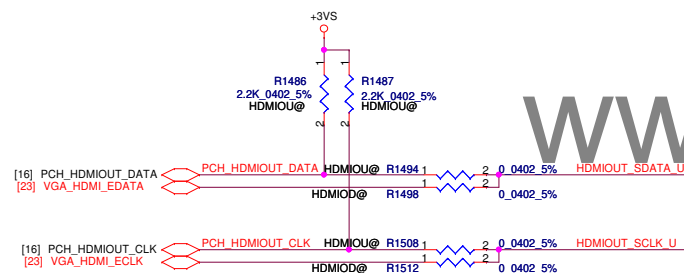 +3VS
1 1
R1486 R1487
2.2K_0402_5% 2.2K_0402_5%
HDMIOU@ HDMIOU@
2 2
WW
[16] PCH_HDMIOUT_DATA PCH_HDMIOUT_DATA HDMIOU@ R1494 1 2 0_0402_5% HDMIOUT_SDATA_U
[23] VGA_HDMI_EDATA HDMIOD@ R1498 1 2 0_0402_5%
[16] PCH_HDMIOUT_CLK PCH_HDMIOUT_CLK HDMIOU@ R1508 1 2 0_0402_5% HDMIOUT_SCLK_U
[23] VGA_HDMI_ECLK HDMIOD@ R1512 1 2 0_0402_5%